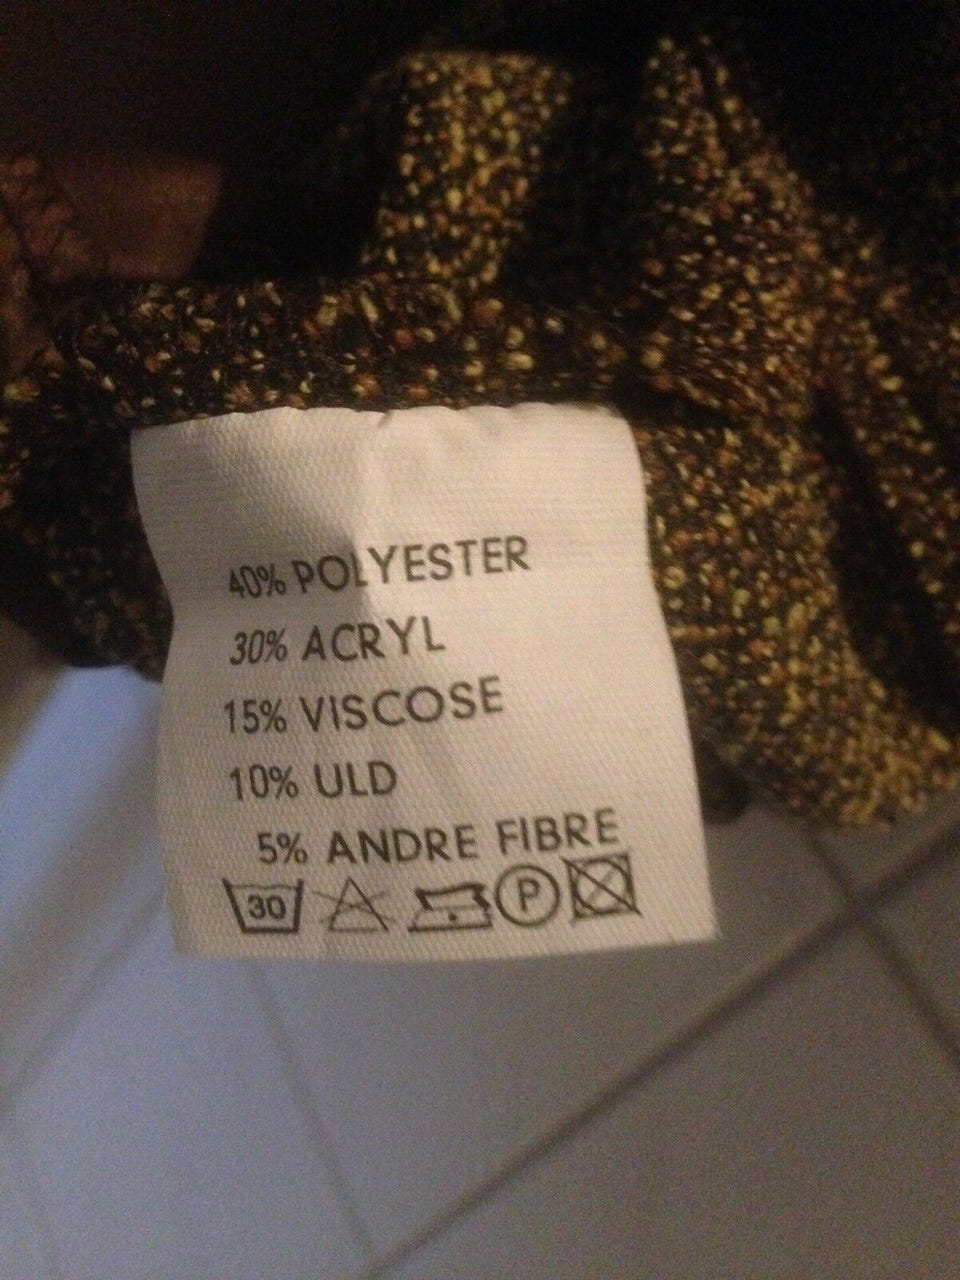 40% POLYESTER
30% ACRYL
15% VISCOSE
10% ULD
5% ANDRE FIBRE
30 P